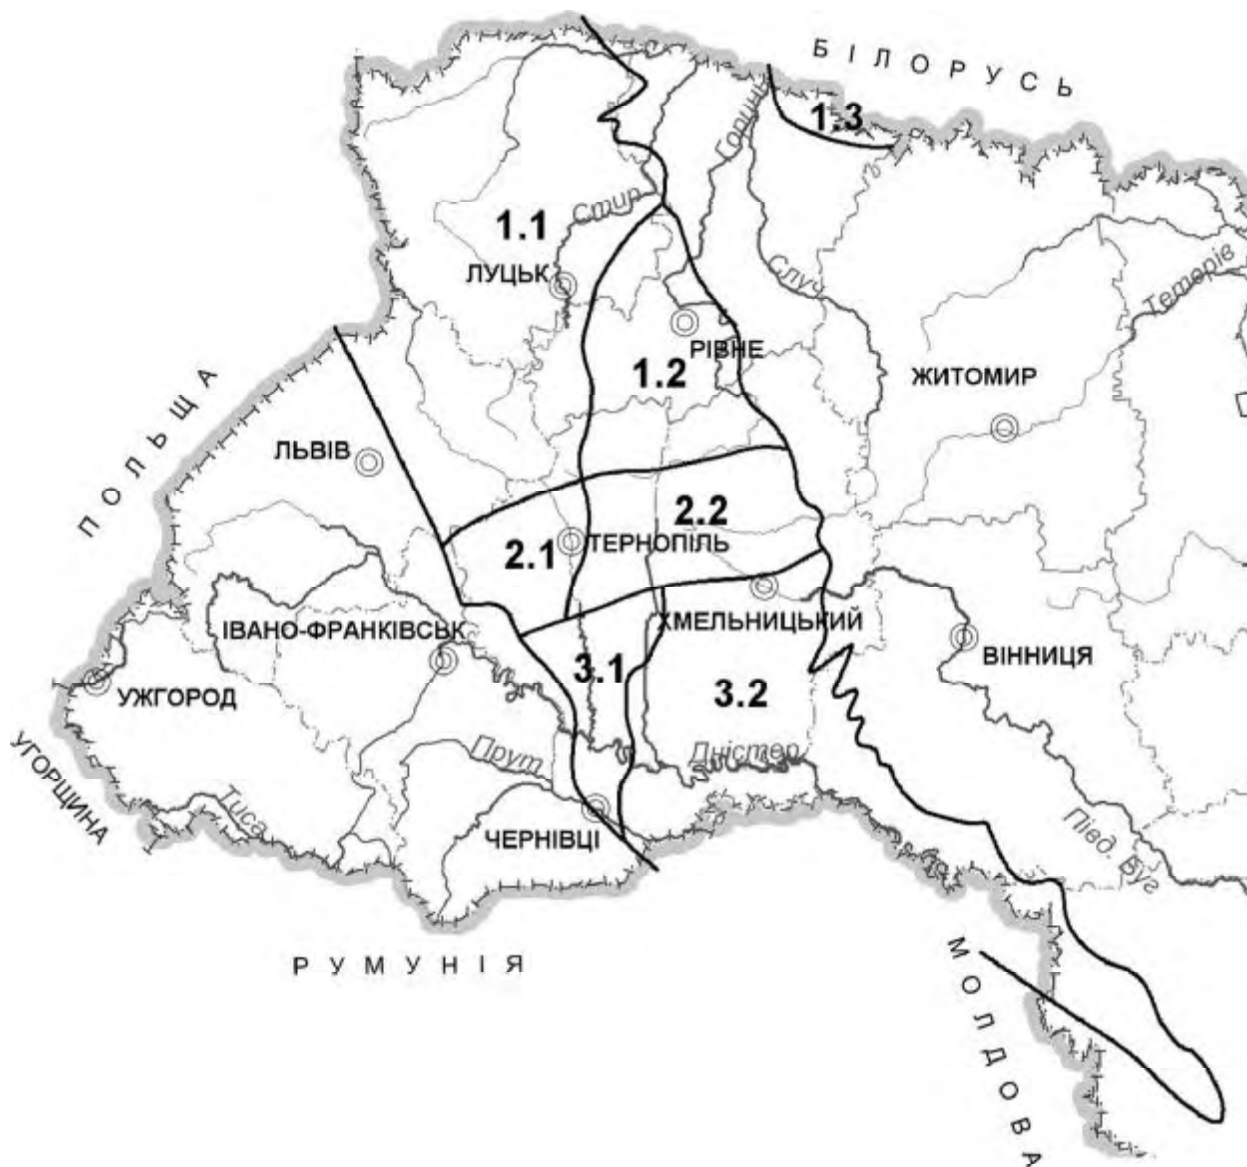 БІЛОРУСЬ
1.3
Горинь
Стир
1.1
ЛУЦЬК
Случ
Тетерів
РІВНЕ
1.2
ЖИТОМИР
ПОЛЬЩА
ЛЬВІВ
2.2
2.1
ТЕРНОПІЛЬ
ХМЕЛЬНИЦЬКИЙ
ІВАНО-ФРАНКІВСЬК
ВІННИЦЯ
3.1
3.2
УЖГОРОД
УГОРЩИНА
Прут
Дністер
Тиса
ЧЕРНІВЦІ
Півд. Буг
РУМУНІЯ
МОЛДОВА